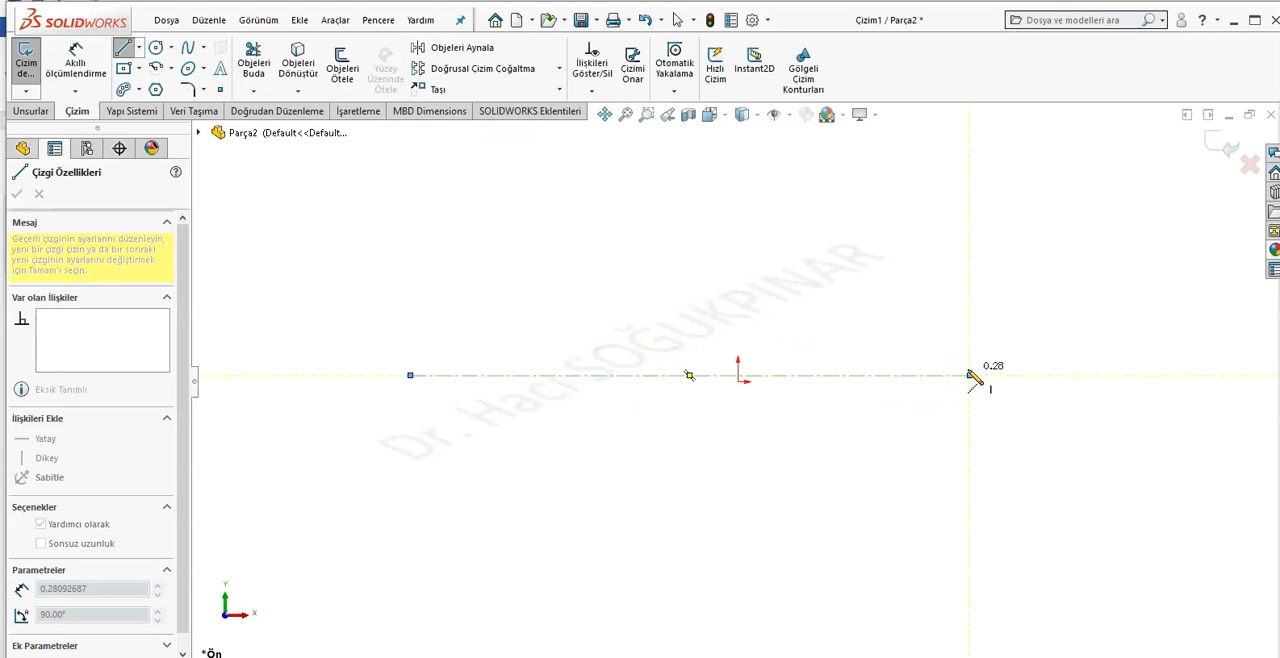 SOLIDWORKS Dosya Düzenle Görünüm Ekle Araçlar Pencere Yardım Çizim1 / Parça2 * Dosya ve modelleri ara ?
Çizim de... Akıllı ölçümlendirme Objeleri Buda Objeleri Dönüştür Objeleri Ötele Yüzey Üzerinde Ötele Objeleri Aynala Doğrusal Çizim Çoğaltma Taşı İlişkileri Göster/Sil Çizimi Onar Otomatik Yakalama Hızlı Çizim Instant2D Gölgeli Çizim Konturları
Unsurlar Çizim Yapı Sistemi Veri Taşıma Doğrudan Düzenleme İşaretleme MBD Dimensions SOLIDWORKS Eklentileri
Parça2 (Default<<Default...
Çizgi Özellikleri
Mesaj
Geçerli çizginin ayarlarını düzenleyin,
yeni bir çizgi çizin ya da bir sonraki
yeni çizginin ayarlarını değiştirmek
için Tamam'ı seçin.
Var olan İlişkiler
Eksik Tanımlı
İlişkileri Ekle
Yatay
Dikey
Sabitle
Seçenekler
Yardımcı olarak
Sonsuz uzunluk
Parametreler
0.28092687
90.00°
Ek Parametreler
Dr. Hacı SOĞUKPINAR
0.28
Y
X
*Ön